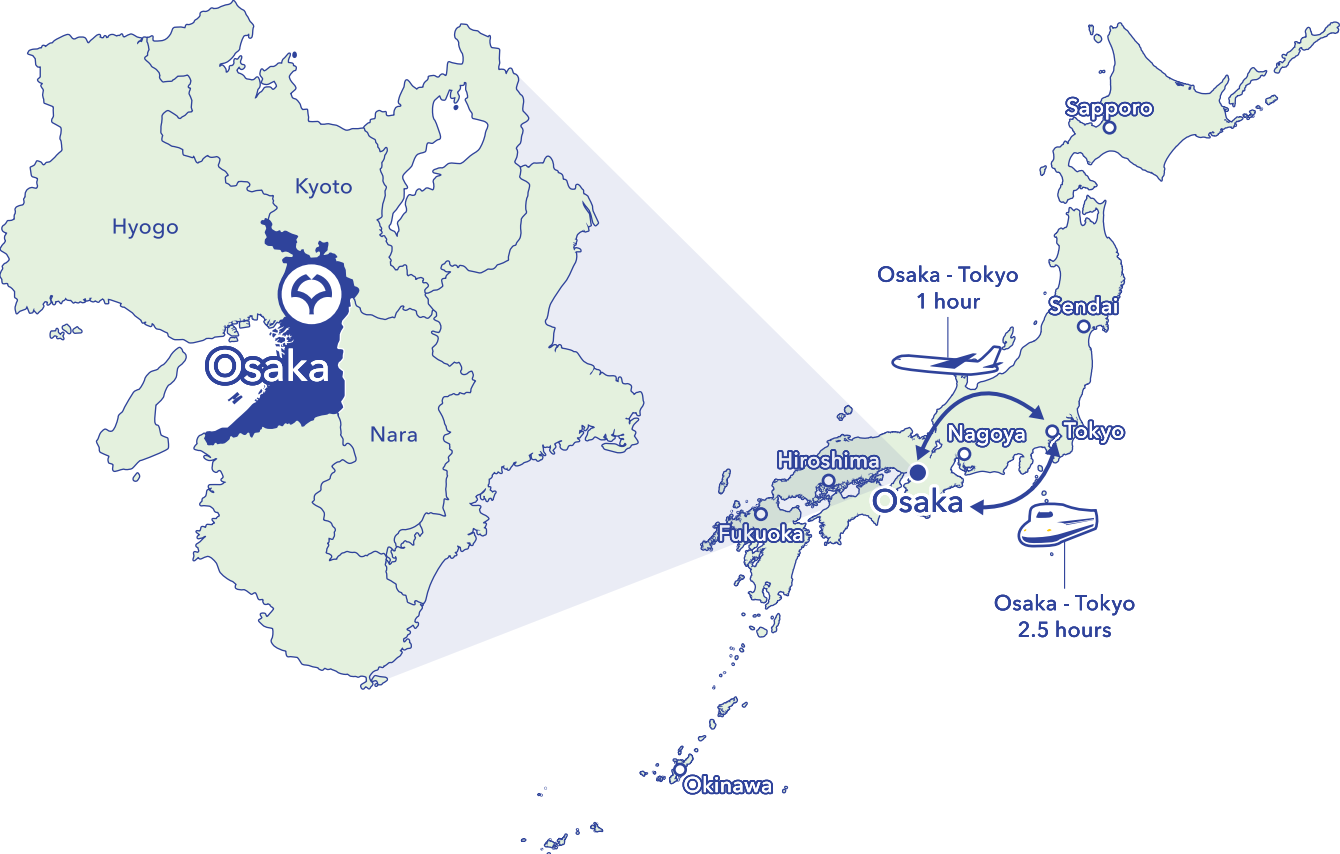 Kyoto
Hyogo
Osaka
Nara
Sapporo
Osaka - Tokyo
1 hour
Sendai
Nagoya
Tokyo
Hiroshima
Osaka
Fukuoka
Osaka - Tokyo
2.5 hours
Okinawa